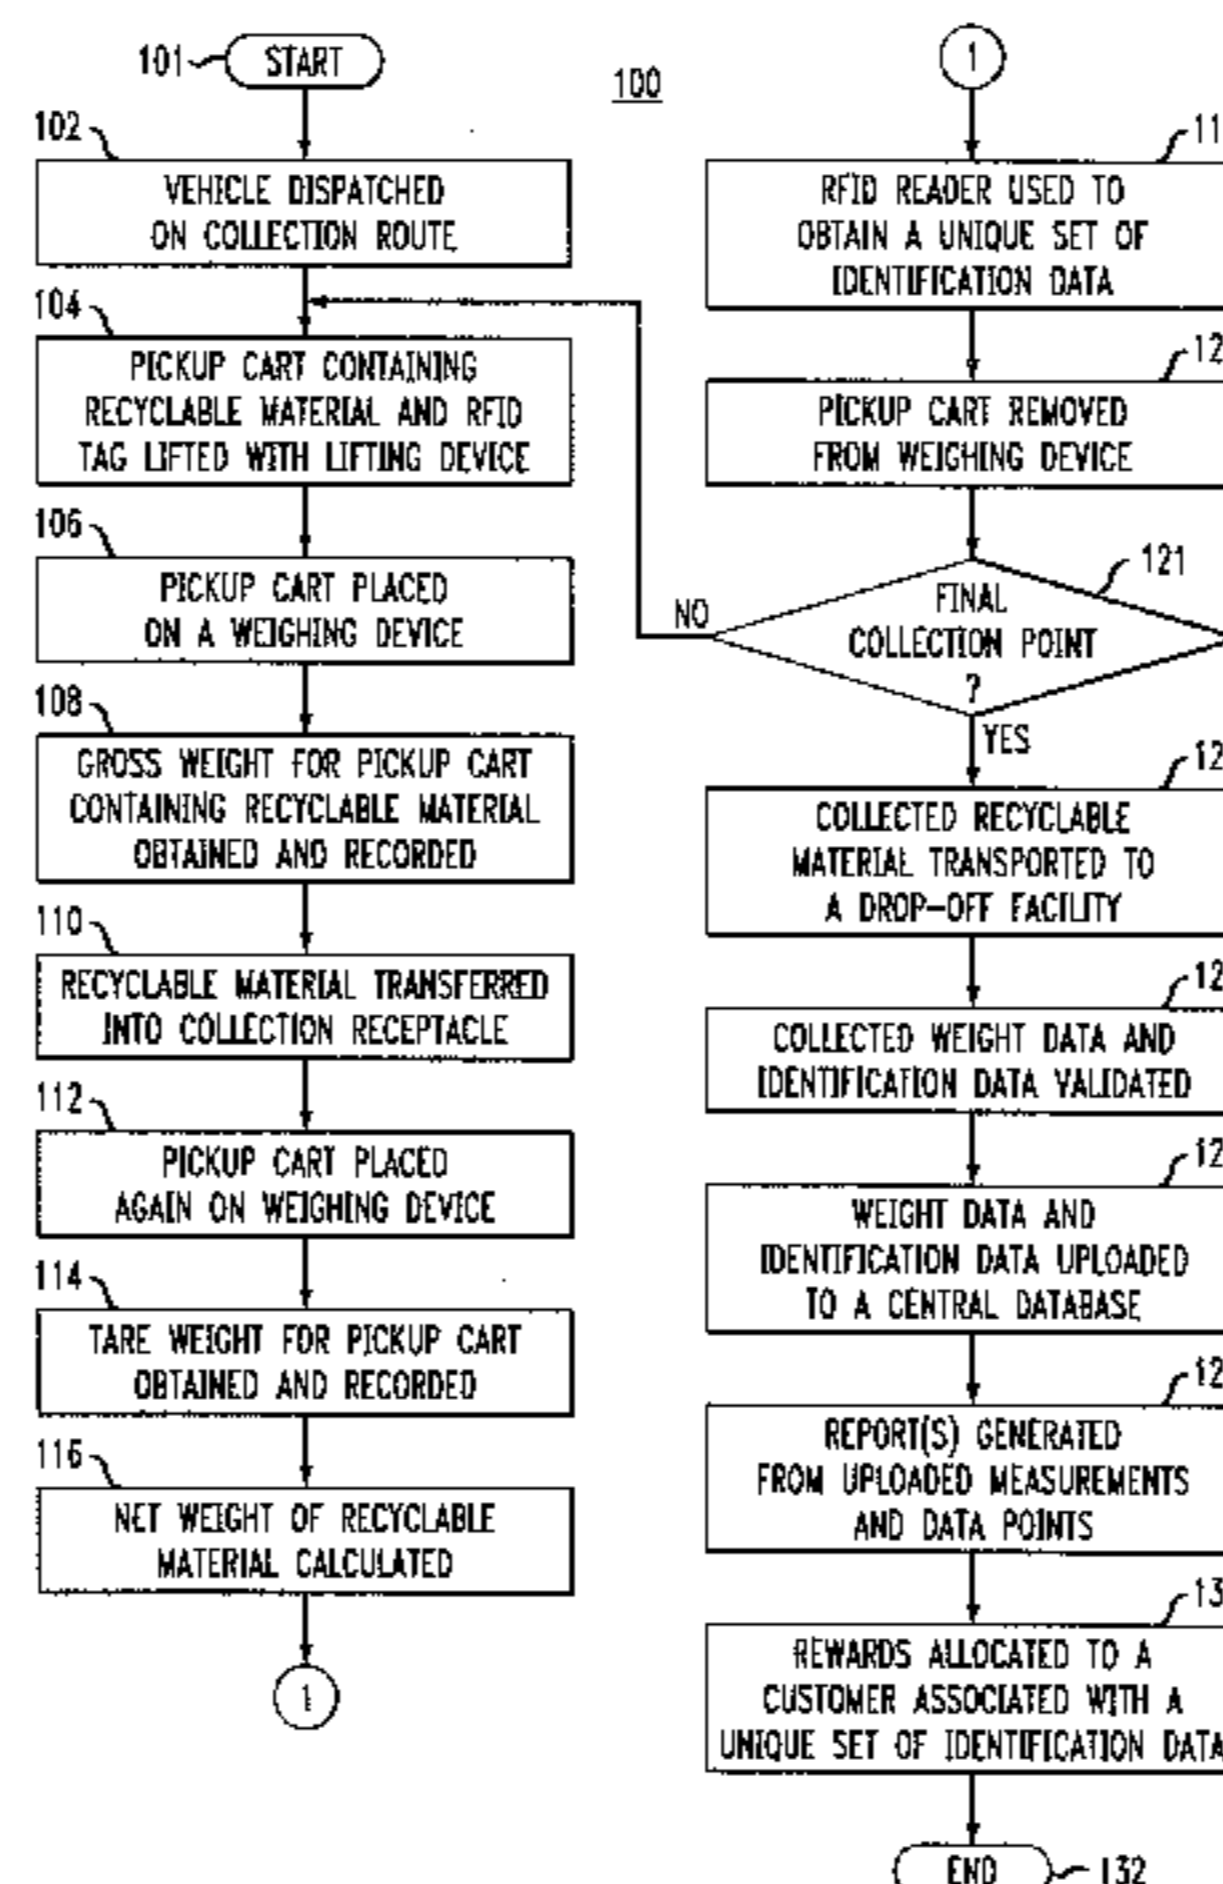 101
START
102
VEHICLE DISPATCHED
ON COLLECTION ROUTE
104
PICKUP CART CONTAINING
RECYCLABLE MATERIAL AND RFID
TAG LIFTED WITH LIFTING DEVICE
106
PICKUP CART PLACED
ON A WEIGHING DEVICE
108
GROSS WEIGHT FOR PICKUP CART
CONTAINING RECYCLABLE MATERIAL
OBTAINED AND RECORDED
110
RECYCLABLE MATERIAL TRANSFERRED
INTO COLLECTION RECEPTACLE
112
PICKUP CART PLACED
AGAIN ON WEIGHING DEVICE
114
TARE WEIGHT FOR PICKUP CART
OBTAINED AND RECORDED
116
NET WEIGHT OF RECYCLABLE
MATERIAL CALCULATED
1
100
1
11
RFID READER USED TO
OBTAIN A UNIQUE SET OF
IDENTIFICATION DATA
12
PICKUP CART REMOVED
FROM WEIGHING DEVICE
121
FINAL
COLLECTION POINT
?
NO
YES
12
COLLECTED RECYCLABLE
MATERIAL TRANSPORTED TO
A DROP-OFF FACILITY
12
COLLECTED WEIGHT DATA AND
IDENTIFICATION DATA VALIDATED
12
WEIGHT DATA AND
IDENTIFICATION DATA UPLOADED
TO A CENTRAL DATABASE
12
REPORT(S) GENERATED
FROM UPLOADED MEASUREMENTS
AND DATA POINTS
13
REWARDS ALLOCATED TO A
CUSTOMER ASSOCIATED WITH A
UNIQUE SET OF IDENTIFICATION DATA
END
132